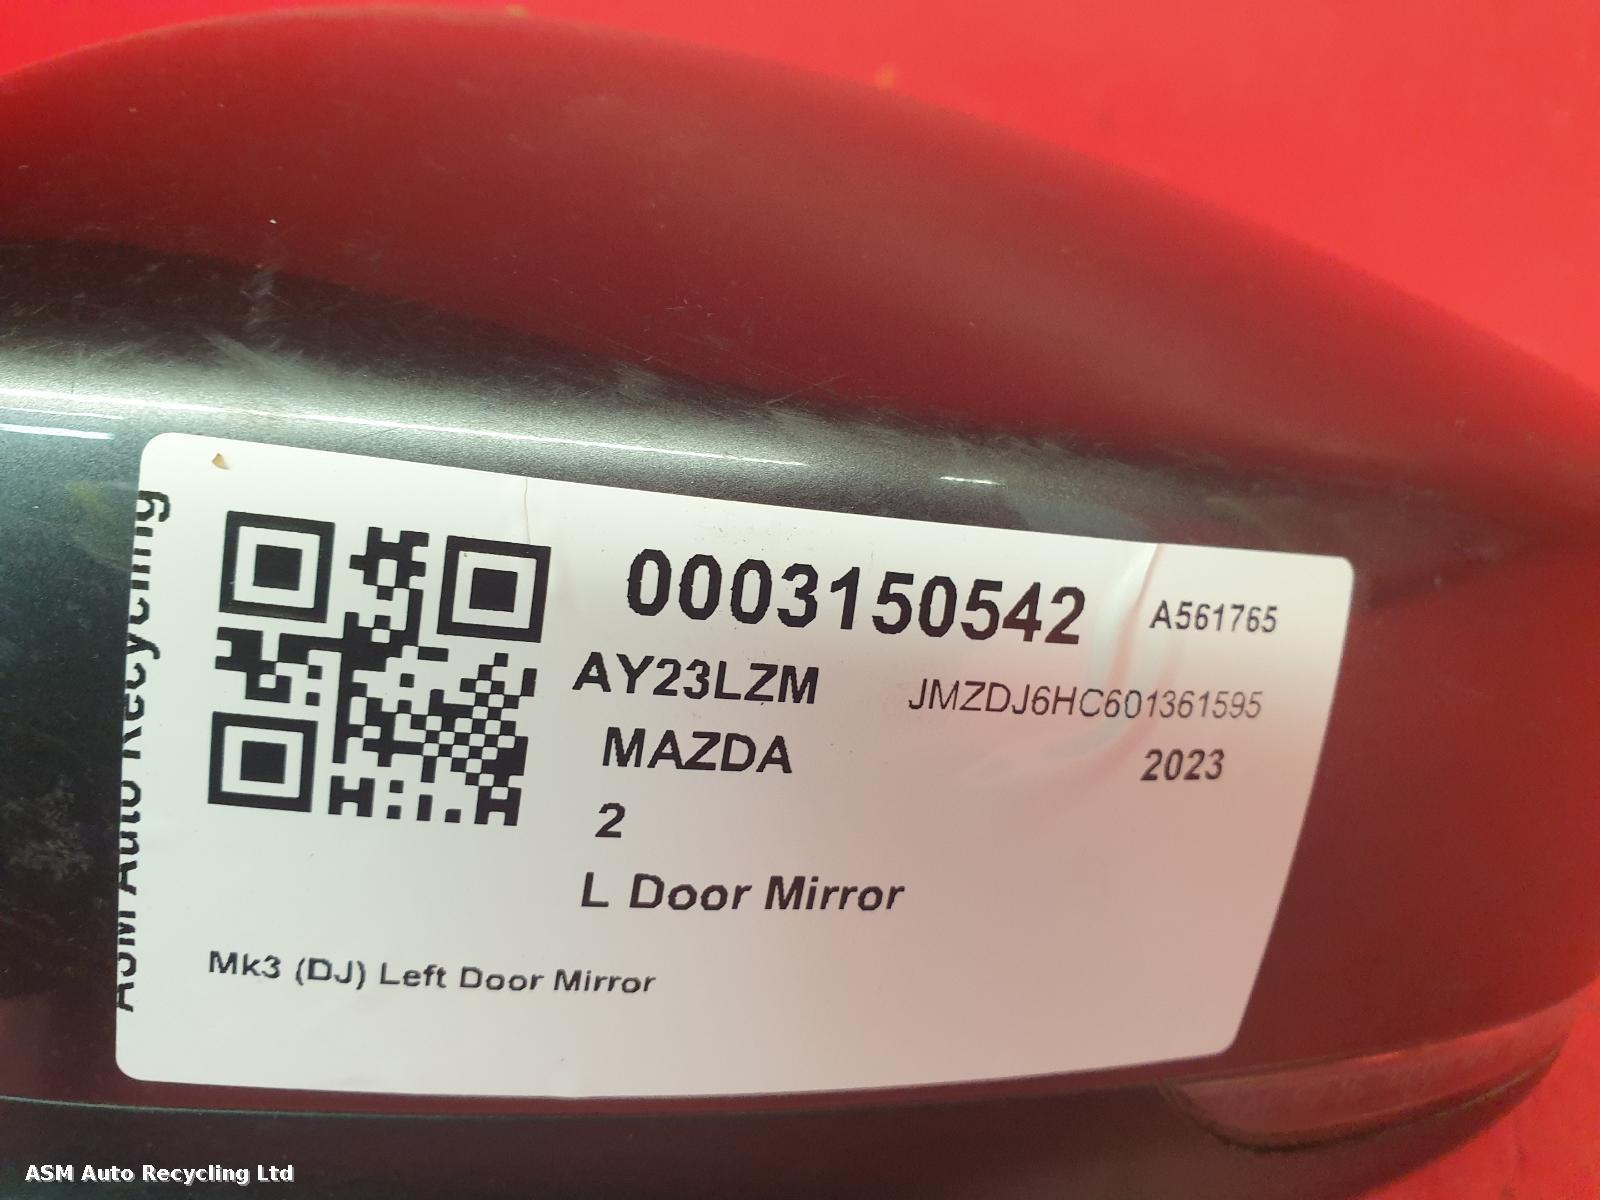 ASM Auto Recycling
0003150542 A561765
AY23LZM JMZDJ6HC601361595
MAZDA 2023
2
L Door Mirror
Mk3 (DJ) Left Door Mirror
ASM Auto Recycling Ltd